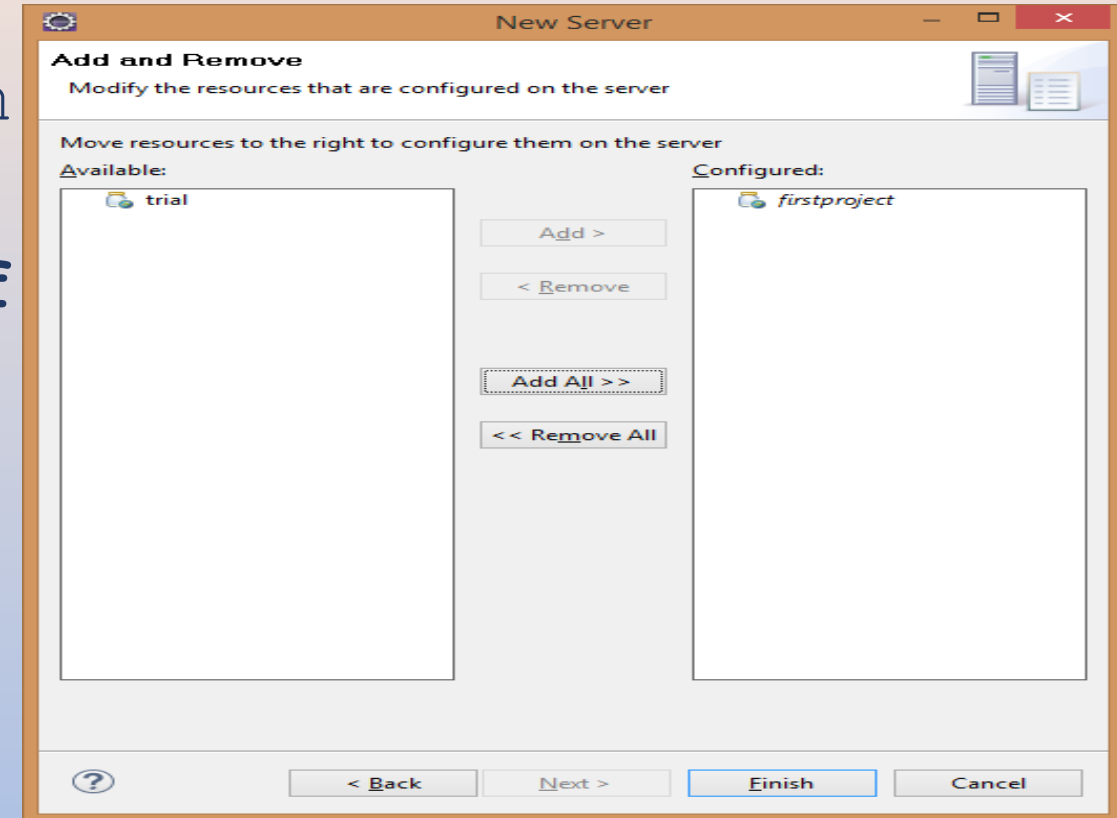 New Server
Add and Remove
Modify the resources that are configured on the server
Move resources to the right to configure them on the server
Available:
Configured:
trial
firstproject
Add >
< Remove
Add All >>
<< Remove All
< Back
Next >
Finish
Cancel